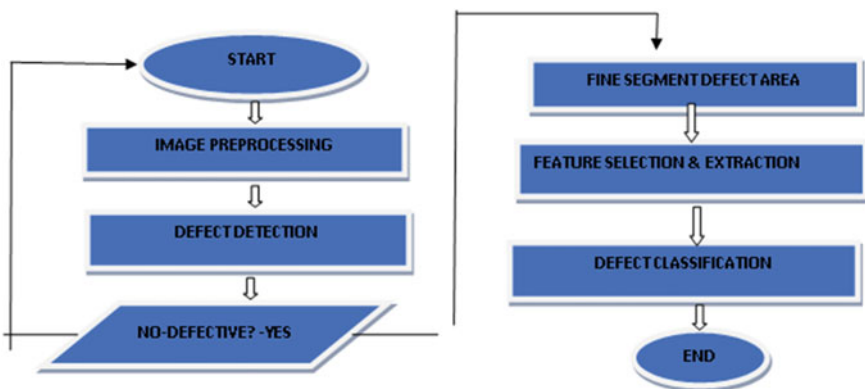 START
IMAGE PREPROCESSING
DEFECT DETECTION
NO-DEFECTIVE? -YES
FINE SEGMENT DEFECT AREA
FEATURE SELECTION & EXTRACTION
DEFECT CLASSIFICATION
END